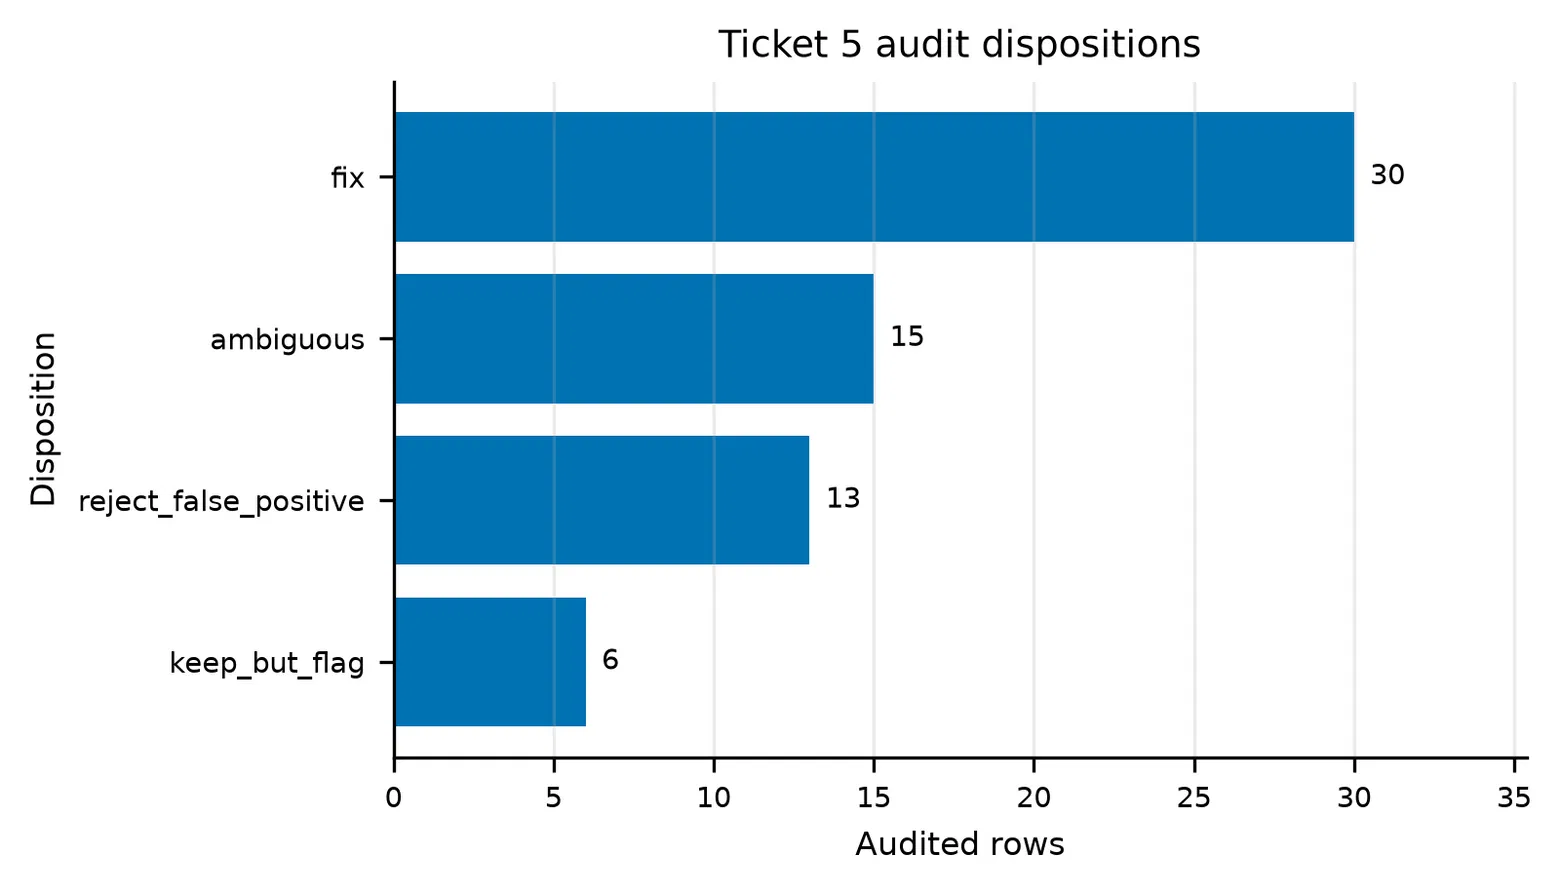 Ticket 5 audit dispositions
fix
30
ambiguous
15
Disposition
reject_false_positive
13
keep_but_flag
6
0 5 10 15 20 25 30 35
Audited rows